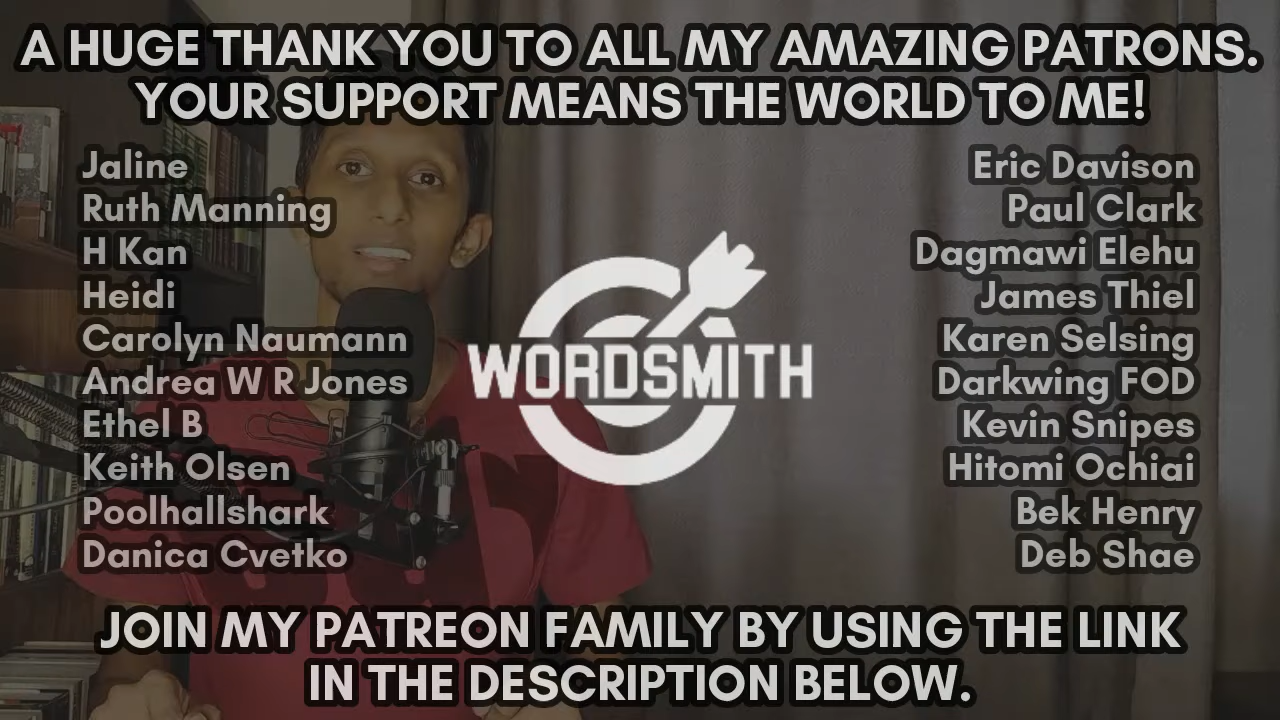 A HUGE THANK YOU TO ALL MY AMAZING PATRONS.
YOUR SUPPORT MEANS THE WORLD TO ME!
Jaline
Ruth Manning
H Kan
Heidi
Carolyn Naumann
Andrea W R Jones
Ethel B
Keith Olsen
Poolhallshark
Danica Cvetko
WORDSMITH
Eric Davison
Paul Clark
Dagmawi Elehu
James Thiel
Karen Selsing
Darkwing FOD
Kevin Snipes
Hitomi Ochiai
Bek Henry
Deb Shae
JOIN MY PATREON FAMILY BY USING THE LINK
IN THE DESCRIPTION BELOW.